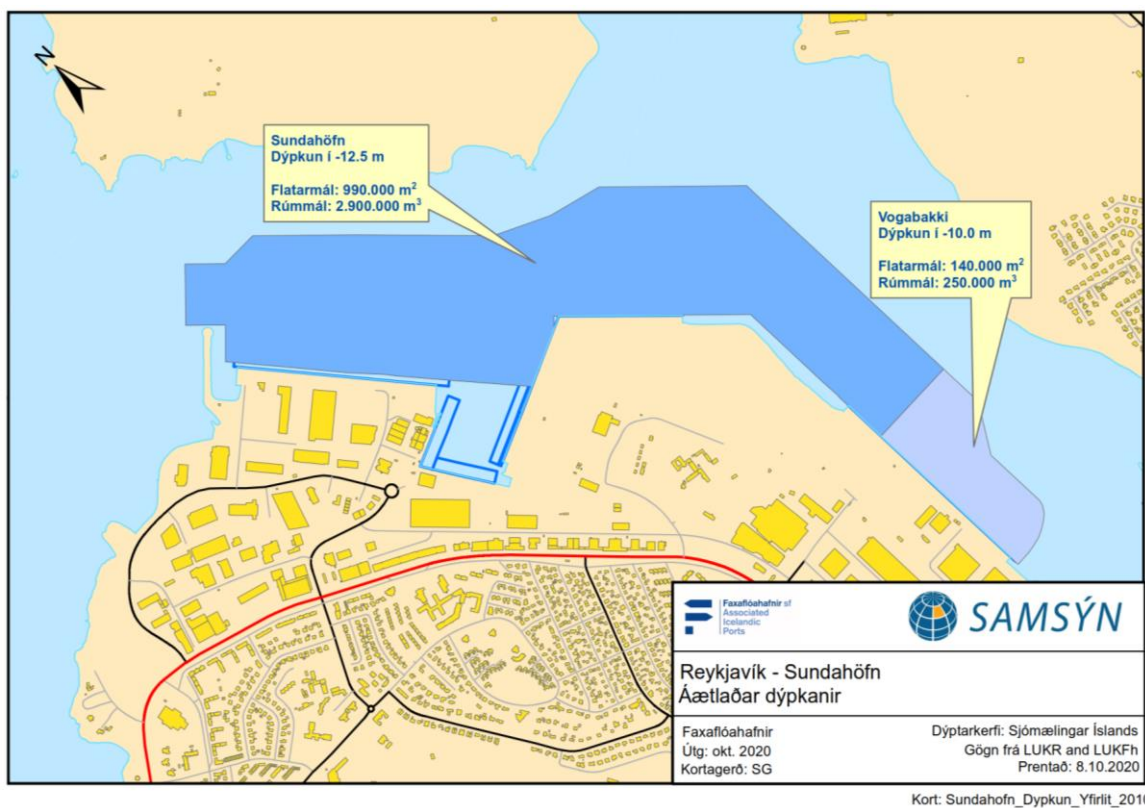 N
Sundahöfn
Dýpkun í -12.5 m
Flatarmál: 990.000 m²
Rúmmál: 2.900.000 m³
Vogabakki
Dýpkun í -10.0 m
Flatarmál: 140.000 m²
Rúmmál: 250.000 m³
Faxaflóahafnir sf
Associated
Icelandic
Ports
SAMSÝN
Reykjavík - Sundahöfn
Áætlaðar dýpkanir
Faxaflóahafnir
Útg: okt. 2020
Kortagerð: SG
Dýptarkerfi: Sjómælingar Íslands
Gögn frá LUKR and LUKFh
Prentað: 8.10.2020
Kort: Sundahofn_Dypkun_Yfirlit_201